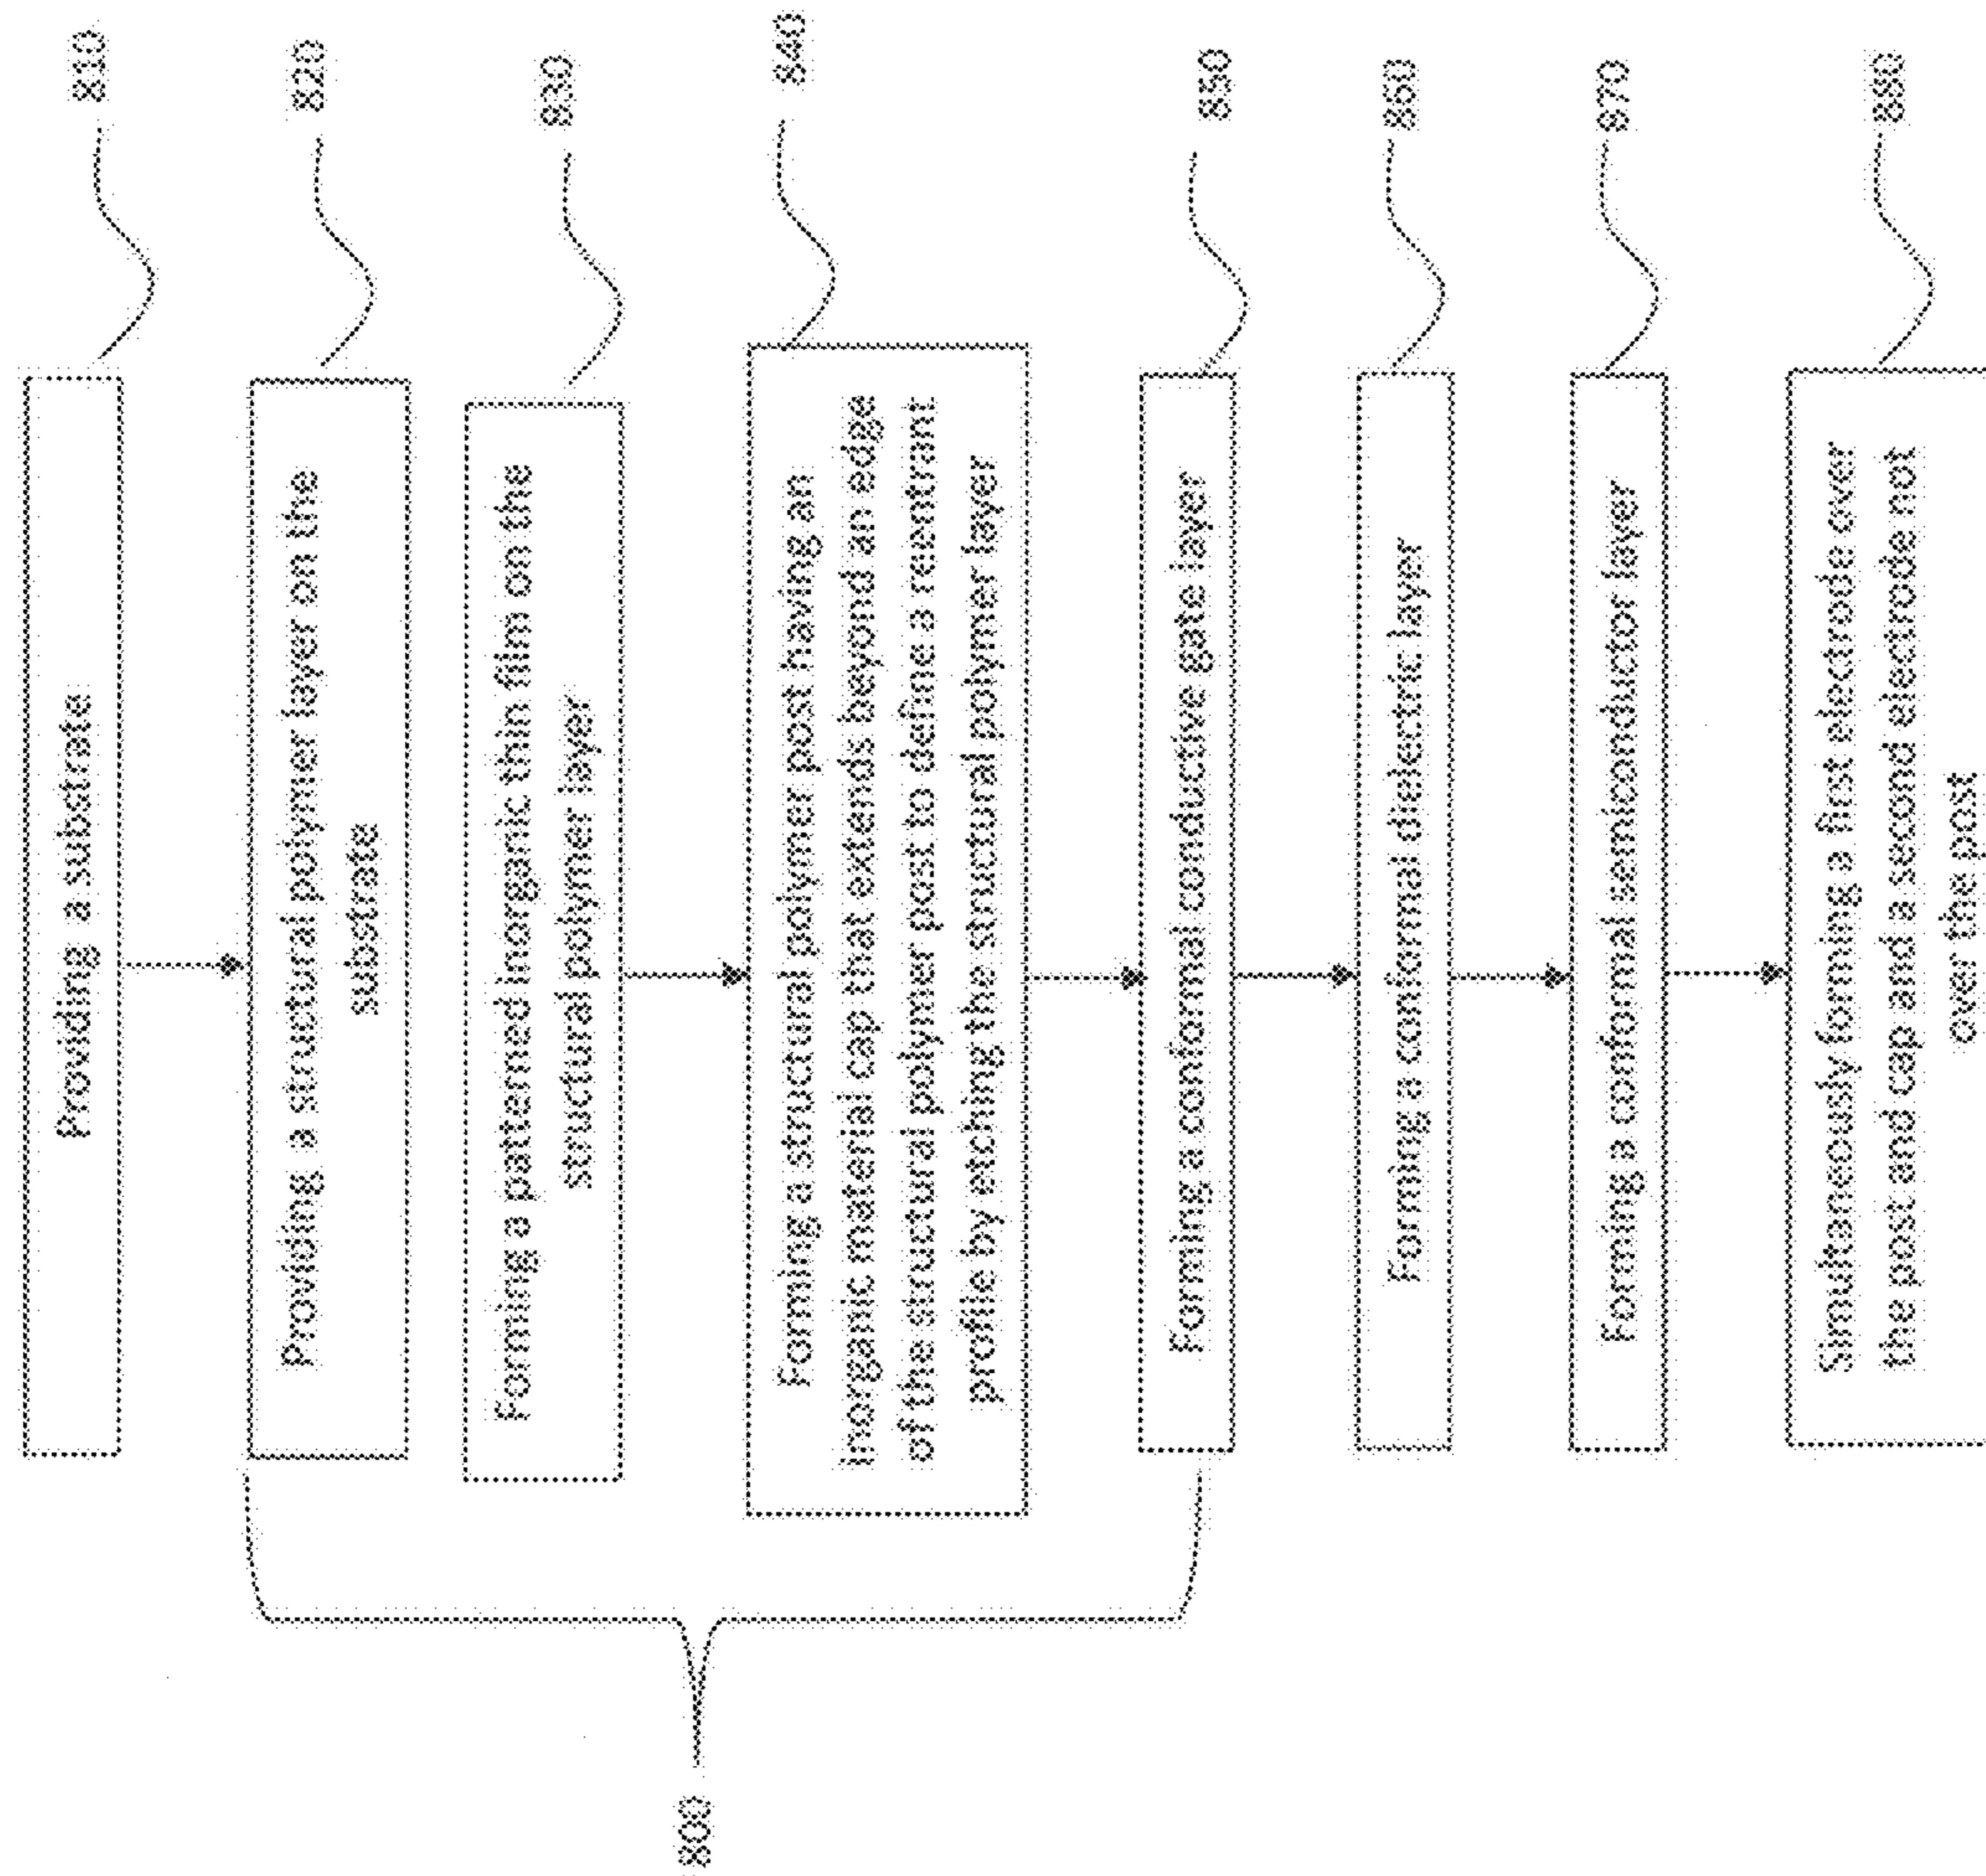 Providing a substrate
810
Providing a structural polymer layer on the
substrate
820
Forming a patterned inorganic thin film on the
structural polymer layer
830
Forming a structural polymer post having an
inorganic material cap that extends beyond an edge
of the structural polymer post to define a reentrant
profile by etching the structural polymer layer
840
Forming a conformal conductive gate layer
850
Forming a conformal dielectric layer
860
Forming a conformal semiconductor layer
870
Simultaneously forming a first electrode over
the post and cap and a second electrode not
over the post
880
800